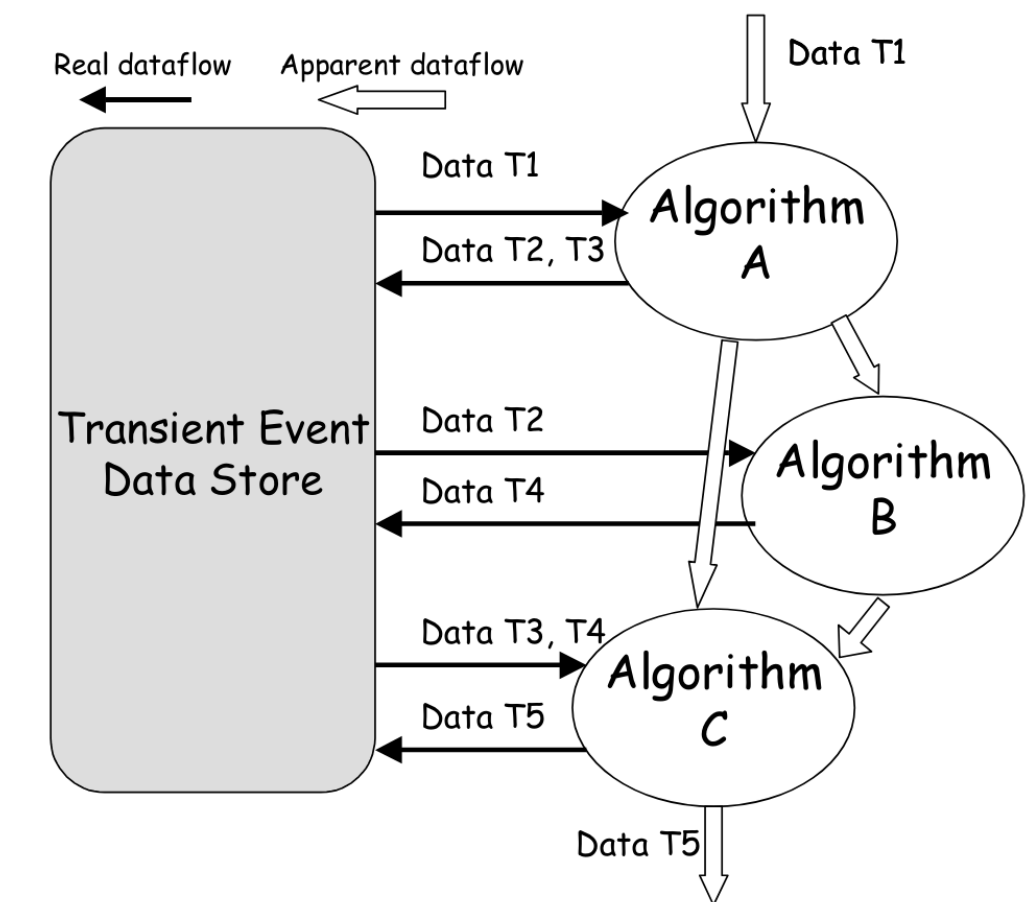 Real dataflow
Apparent dataflow
Data T1
Data T1
Algorithm
A
Data T2, T3
Transient Event
Data Store
Data T2
Algorithm
B
Data T4
Data T3, T4
Algorithm
C
Data T5
Data T5